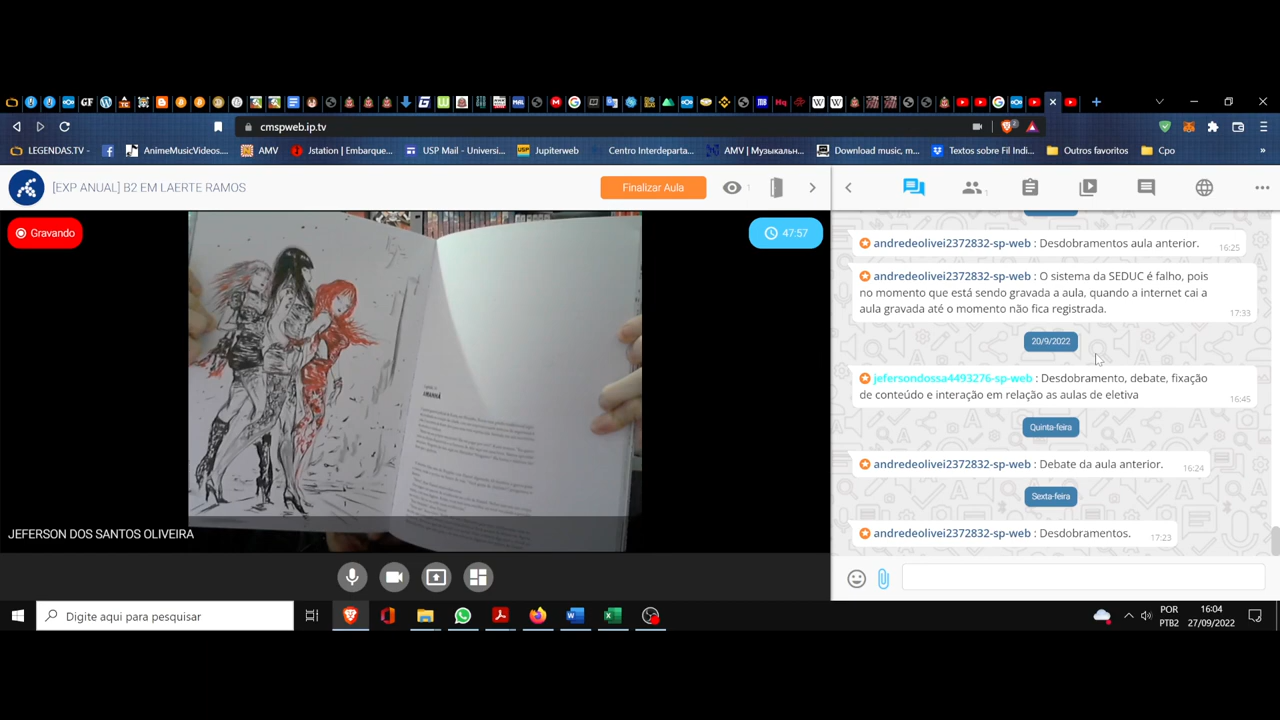 cmspweb.ip.tv
2
LEGENDAS.TV -
AnimeMusicVideos....
AMV
Jstation | Embarque...
USP Mail - Universi...
Jupiterweb
Centro Interdeparta...
AMV | Музыкальн...
Download music, m...
Textos sobre Fil Indi...
Outros favoritos
Cpo
»
[EXP ANUAL] B2 EM LAERTE RAMOS
Finalizar Aula
1
1
Gravando
47:57
JEFERSON DOS SANTOS OLIVEIRA
andredeolivei2372832-sp-web : Desdobramentos aula anterior.
16:25
andredeolivei2372832-sp-web : O sistema da SEDUC é falho, pois
no momento que está sendo gravada a aula, quando a internet cai a
aula gravada até o momento não fica registrada.
17:33
20/9/2022
jefersondossa4493276-sp-web : Desdobramento, debate, fixação
de conteúdo e interação em relação as aulas de eletiva
16:45
Quinta-feira
andredeolivei2372832-sp-web : Debate da aula anterior.
16:24
Sexta-feira
andredeolivei2372832-sp-web : Desdobramentos.
17:23
Digite aqui para pesquisar
POR
PTB2
16:04
27/09/2022